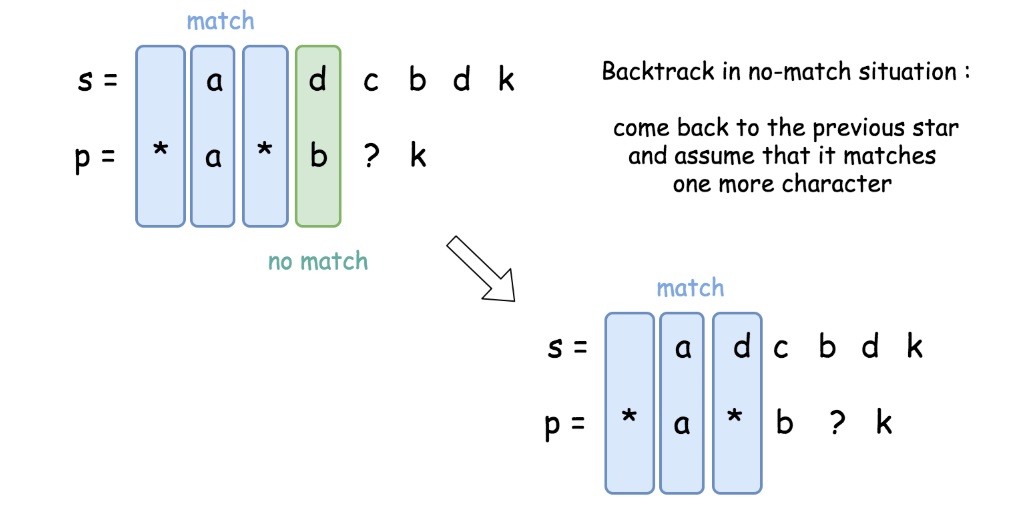 match
s = a d c b d k
p = * a * b ? k
no match
Backtrack in no-match situation :
come back to the previous star
and assume that it matches
one more character
match
s = a d c b d k
p = * a * b ? k